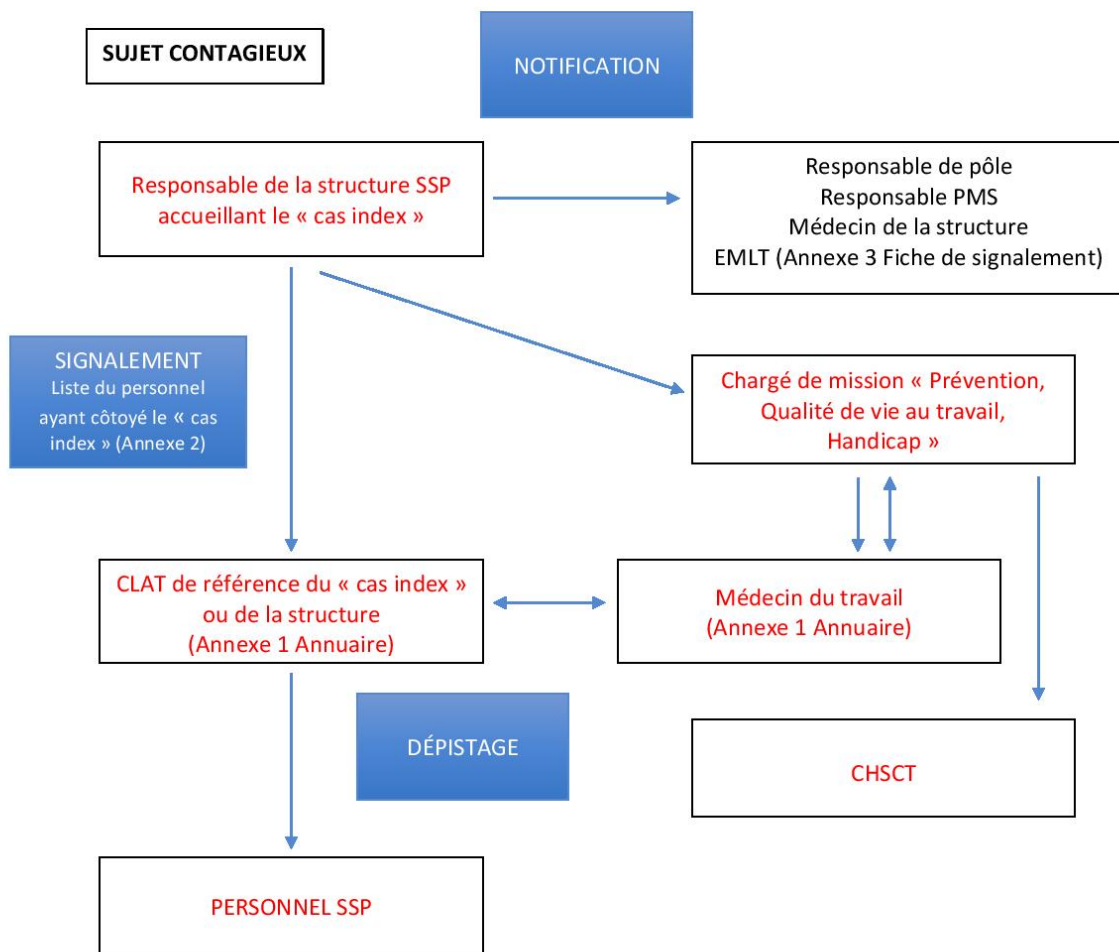 SUJET CONTAGIEUX
NOTIFICATION
Responsable de la structure SSP
accueillant le « cas index »
Responsable de pôle
Responsable PMS
Médecin de la structure
EMLT (Annexe 3 Fiche de signalement)
SIGNALEMENT
Liste du personnel
ayant côtoyé le « cas
index » (Annexe 2)
Chargé de mission « Prévention,
Qualité de vie au travail,
Handicap »
CLAT de référence du « cas index »
ou de la structure
(Annexe 1 Annuaire)
Médecin du travail
(Annexe 1 Annuaire)
DÉPISTAGE
CHSCT
PERSONNEL SSP